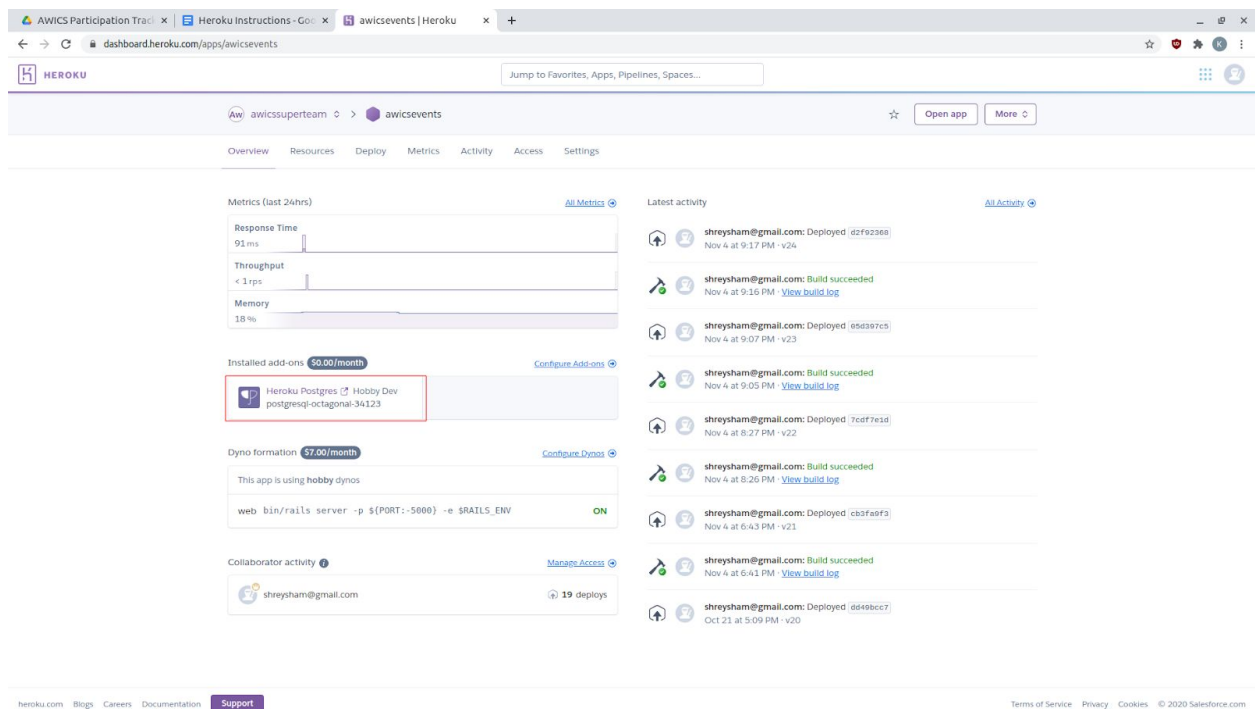 AWICS Participation Trac
Heroku Instructions - Goo
awicsevents | Heroku
dashboard.heroku.com/apps/awicsevents
K
HEROKU
Jump to Favorites, Apps, Pipelines, Spaces...
Aw awicssuperteam > awicsevents
Open app
More
Overview Resources Deploy Metrics Activity Access Settings
Metrics (last 24hrs)
All Metrics
Response Time
91 ms
Throughput
< 1 rps
Memory
18 %
Installed add-ons $0.00/month
Configure Add-ons
Heroku Postgres Hobby Dev
postgresql-octagonal-34123
Dyno formation $7.00/month
Configure Dynos
This app is using hobby dynos
web bin/rails server -p ${PORT:-5000} -e $RAILS_ENV ON
Collaborator activity
Manage Access
shreysham@gmail.com 19 deploys
Latest activity
All Activity
shreysham@gmail.com: Deployed d2f92368
Nov 4 at 9:17 PM · v24
shreysham@gmail.com: Build succeeded
Nov 4 at 9:16 PM · View build log
shreysham@gmail.com: Deployed 05d397c5
Nov 4 at 9:07 PM · v23
shreysham@gmail.com: Build succeeded
Nov 4 at 9:05 PM · View build log
shreysham@gmail.com: Deployed 7cdf7e1d
Nov 4 at 8:27 PM · v22
shreysham@gmail.com: Build succeeded
Nov 4 at 8:26 PM · View build log
shreysham@gmail.com: Deployed cb3fa9f3
Nov 4 at 6:43 PM · v21
shreysham@gmail.com: Build succeeded
Nov 4 at 6:41 PM · View build log
shreysham@gmail.com: Deployed dd49bcc7
Oct 21 at 5:09 PM · v20
heroku.com Blogs Careers Documentation Support
Terms of Service Privacy Cookies © 2020 Salesforce.com